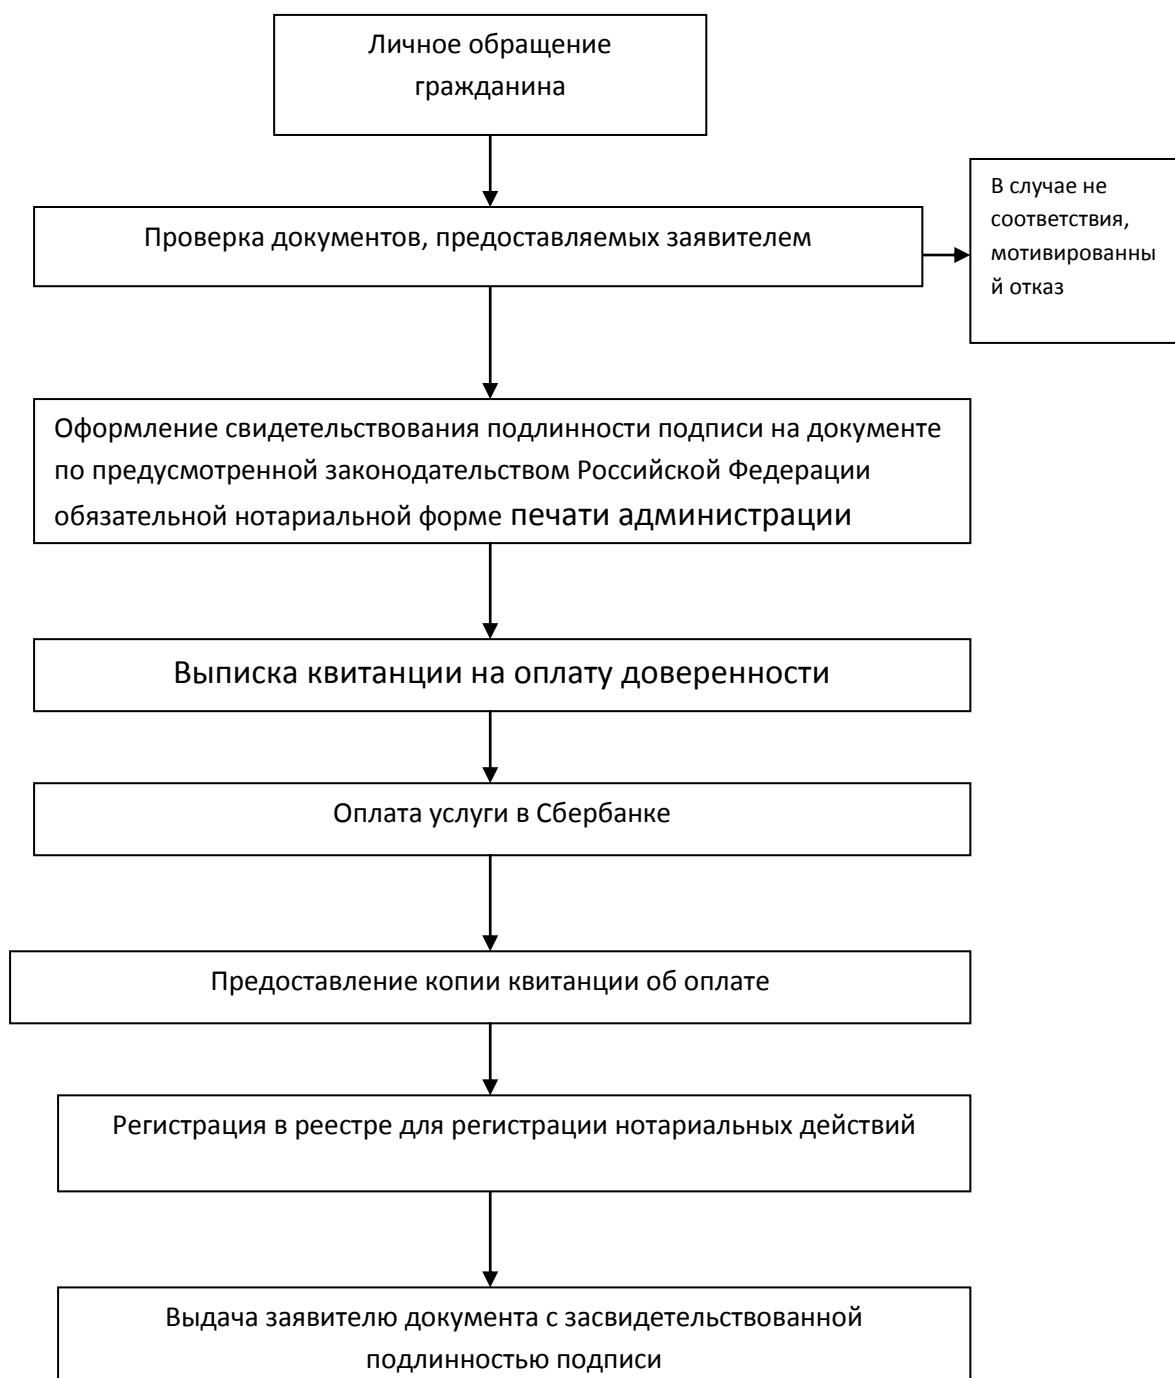 Личное обращение
гражданина
Проверка документов, предоставляемых заявителем
В случае не
соответствия,
мотивированны
й отказ
Оформление свидетельствования подлинности подписи на документе
по предусмотренной законодательством Российской Федерации
обязательной нотариальной форме печати администрации
Выписка квитанции на оплату доверенности
Оплата услуги в Сбербанке
Предоставление копии квитанции об оплате
Регистрация в реестре для регистрации нотариальных действий
Выдача заявителю документа с засвидетельствованной
подлинностью подписи